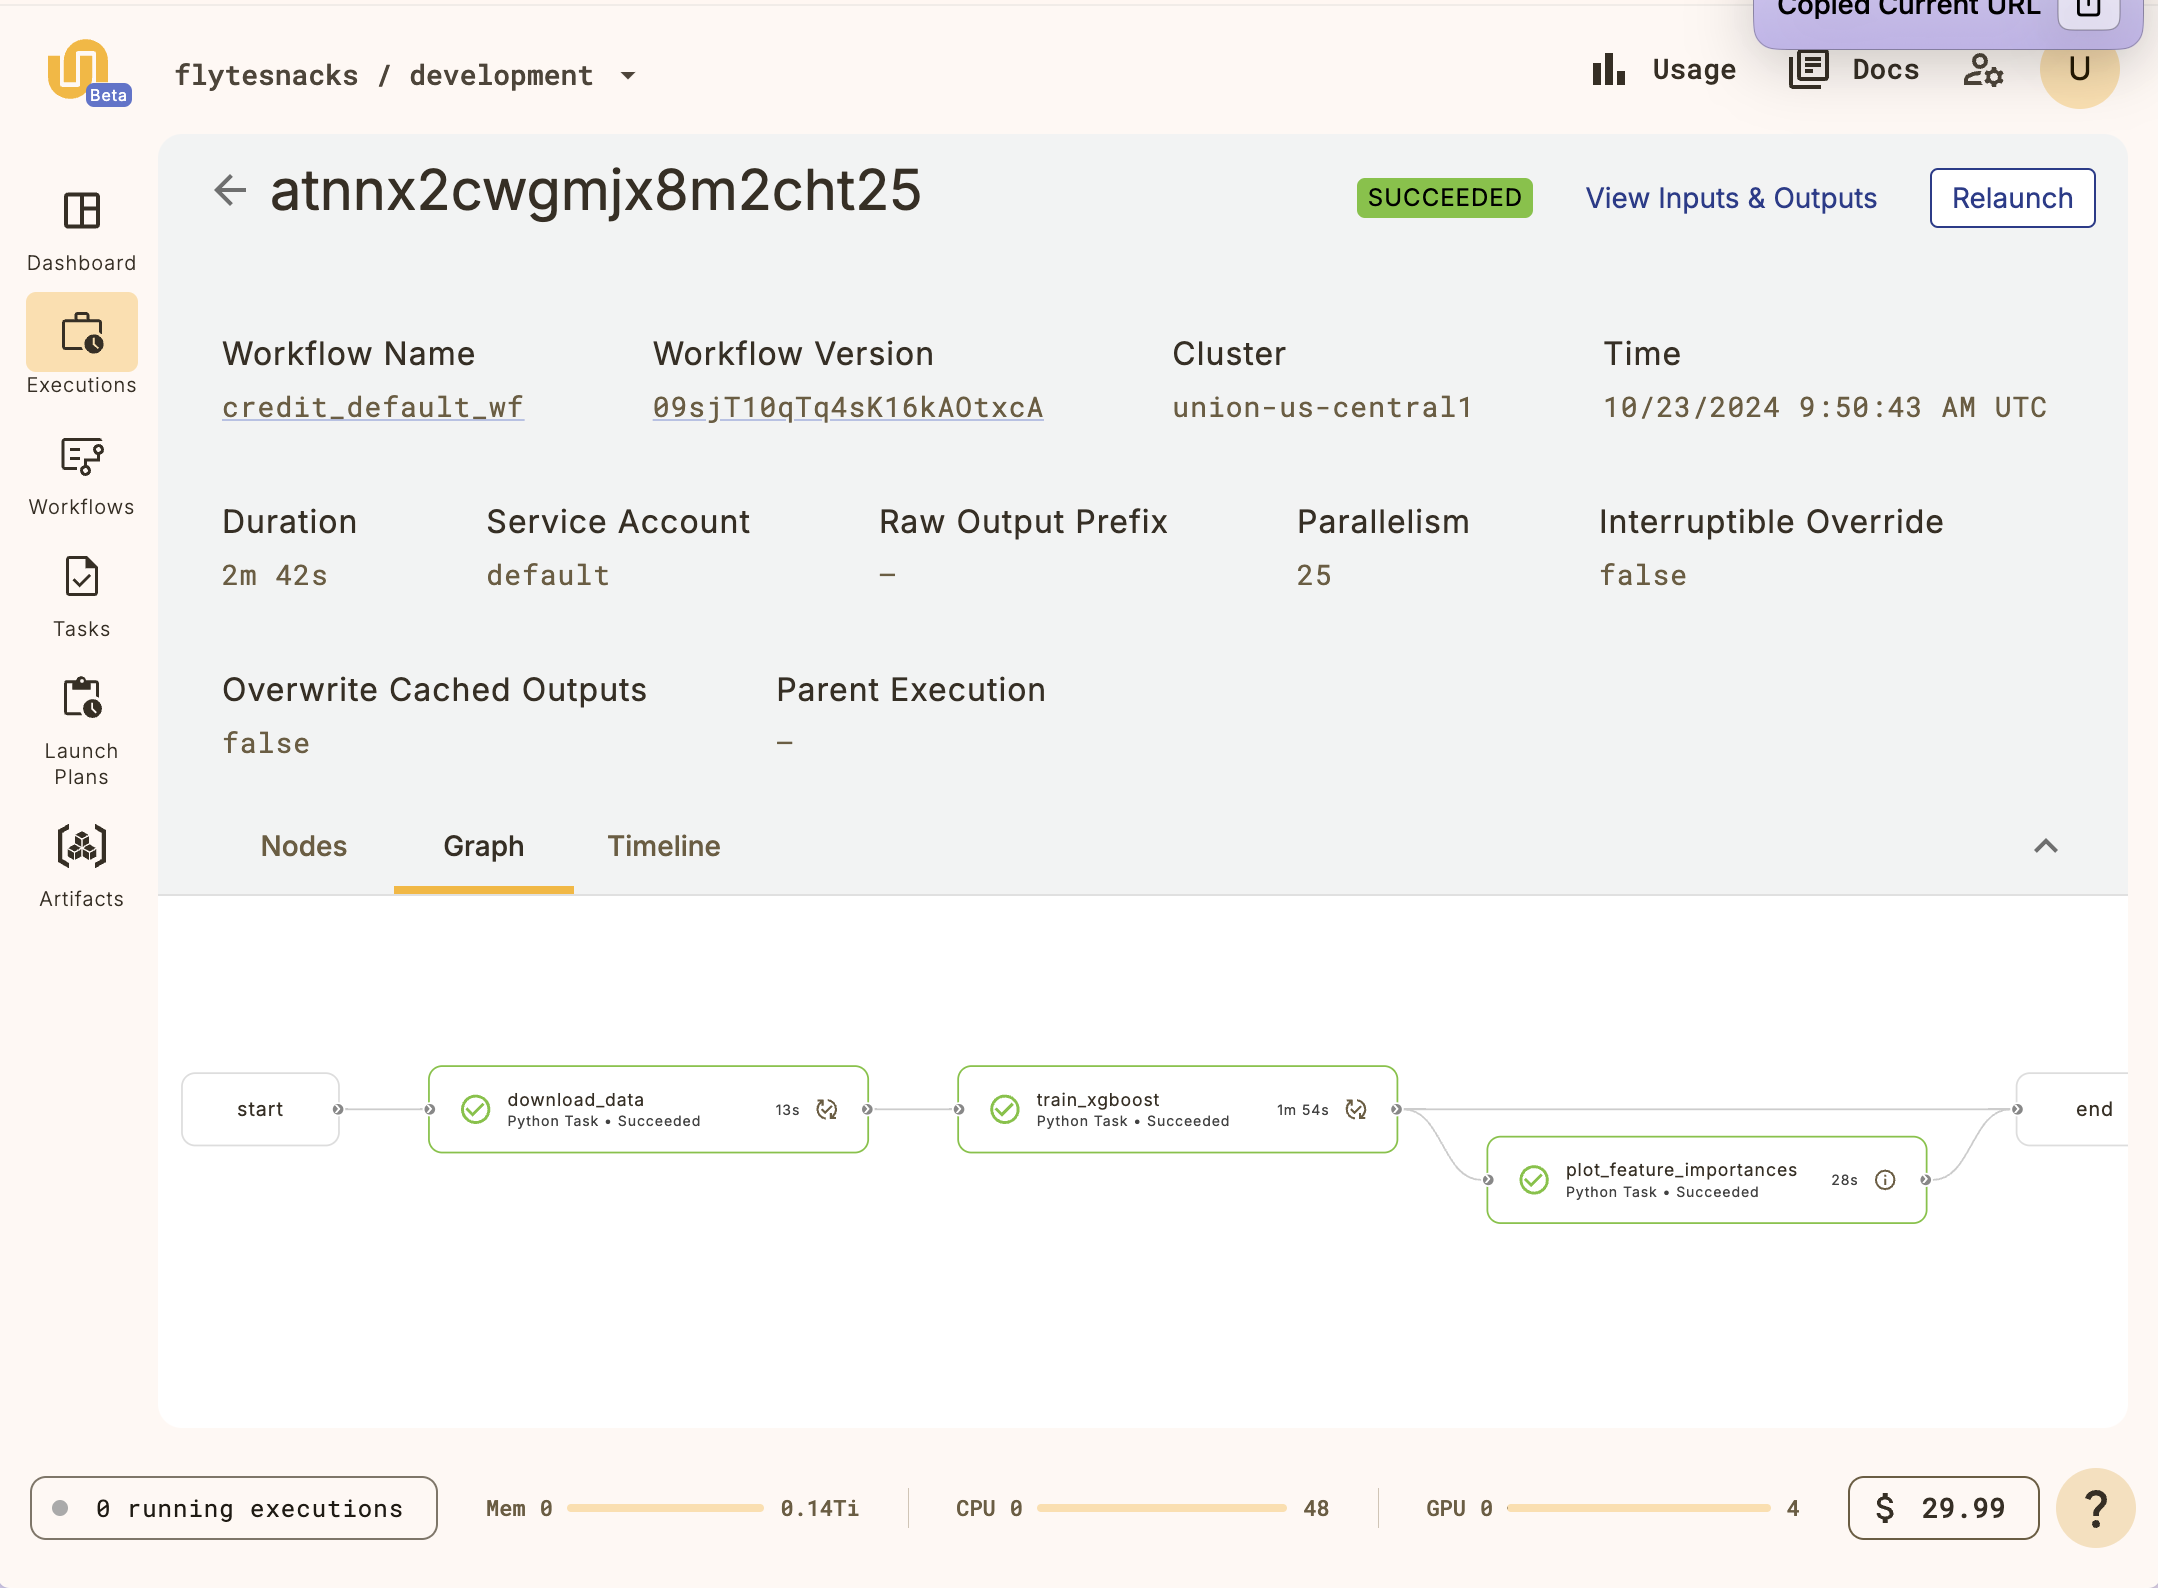 Copied Current URL
Beta
flytesnacks / development
Usage
Docs
U
atnnx2cwgmjx8m2cht25
SUCCEEDED
View Inputs & Outputs
Relaunch
Dashboard
Executions
Workflows
Tasks
Launch
Plans
Artifacts
Workflow Name
credit_default_wf
Workflow Version
09sjT10qTq4sK16kAOtxcA
Cluster
union-us-central1
Time
10/23/2024 9:50:43 AM UTC
Duration
2m 42s
Service Account
default
Raw Output Prefix
–
Parallelism
25
Interruptible Override
false
Overwrite Cached Outputs
false
Parent Execution
–
Nodes
Graph
Timeline
start
download_data
Python Task • Succeeded
13s
train_xgboost
Python Task • Succeeded
1m 54s
plot_feature_importances
Python Task • Succeeded
28s
end
0 running executions
Mem 0
0.14Ti
CPU 0
48
GPU 0
4
$ 29.99
?